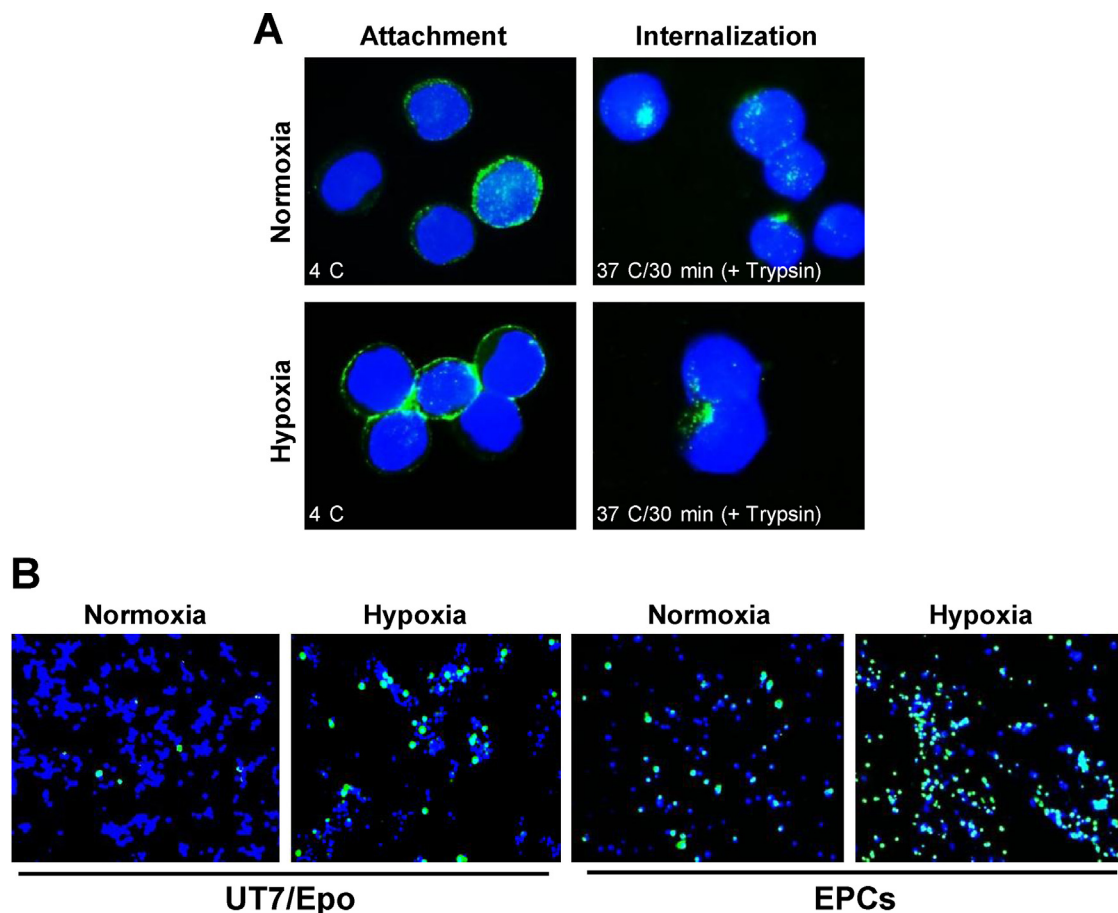 A
Attachment Internalization
Normoxia
4 C
37 C/30 min (+ Trypsin)
Hypoxia
4 C
37 C/30 min (+ Trypsin)
B
Normoxia Hypoxia Normoxia Hypoxia
UT7/Epo EPCs